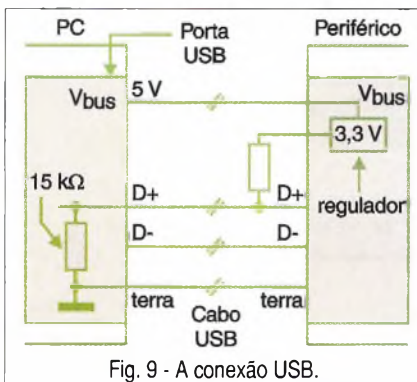 PC
Porta
USB
Periférico
Vbus
5 V
Vbus
3,3 V
15 kΩ
D+
D+
regulador
D-
D-
terra
Cabo
USB
terra
Fig. 9 - A conexão USB.